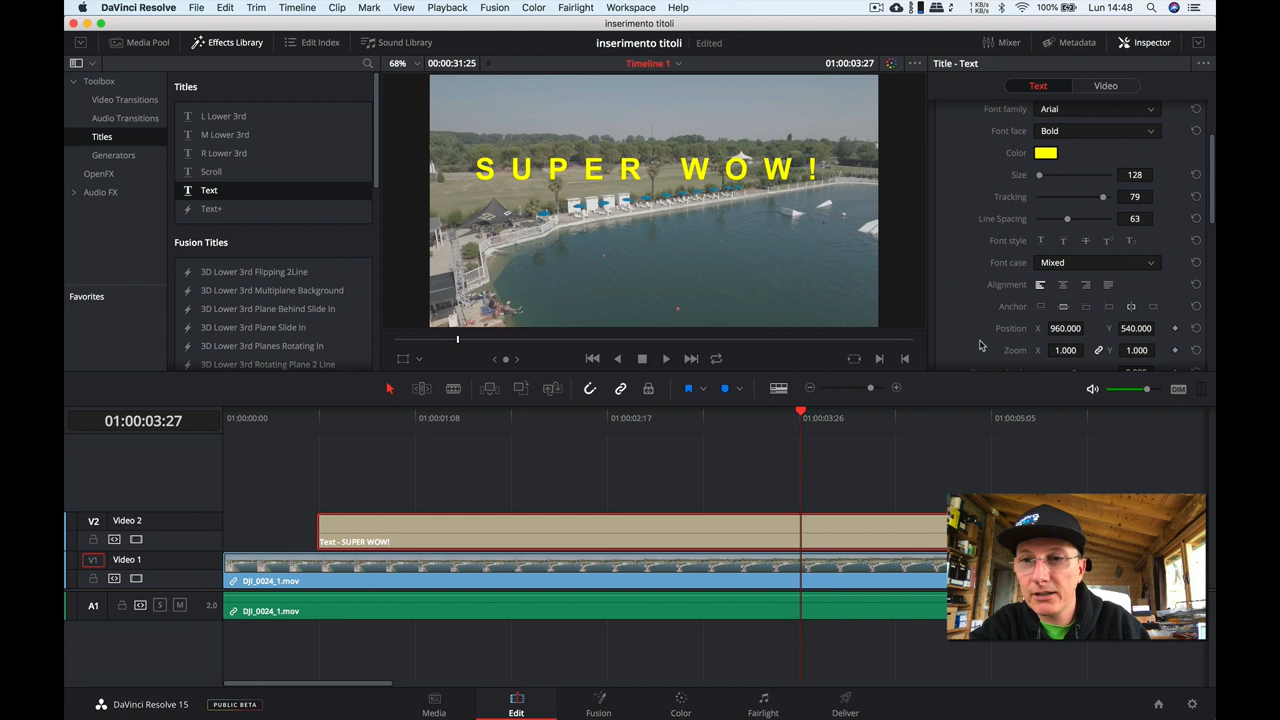 DaVinci Resolve File Edit Trim Timeline Clip Mark View Playback Fusion Color Fairlight Workspace Help 1 KB/s 1 KB/s 100% Lun 14:48
inserimento titoli
Media Pool Effects Library Edit Index Sound Library inserimento titoli Edited Mixer Metadata Inspector
68% 00:00:31:25 Timeline 1 01:00:03:27 Title - Text
Toolbox
Video Transitions
Audio Transitions
Titles
Generators
OpenFX
Audio FX
Favorites
Titles
L Lower 3rd
M Lower 3rd
R Lower 3rd
Scroll
Text
Text+
Fusion Titles
3D Lower 3rd Flipping 2Line
3D Lower 3rd Multiplane Background
3D Lower 3rd Plane Behind Slide In
3D Lower 3rd Plane Slide In
3D Lower 3rd Planes Rotating In
3D Lower 3rd Rotating Plane 2 Line
SUPER WOW!
Text Video
Font family Arial
Font face Bold
Color
Size 128
Tracking 79
Line Spacing 63
Font style
Font case Mixed
Alignment
Anchor
Position X 960.000 Y 540.000
Zoom X 1.000 Y 1.000
DIM
01:00:03:27
01:00:00:00 01:00:01:08 01:00:02:17 01:00:03:26 01:00:05:05
V2 Video 2
Text - SUPER WOW!
V1 Video 1
DJI_0024_1.mov
A1 S M 2.0
DJI_0024_1.mov
DaVinci Resolve 15 PUBLIC BETA
Media Edit Fusion Color Fairlight Deliver